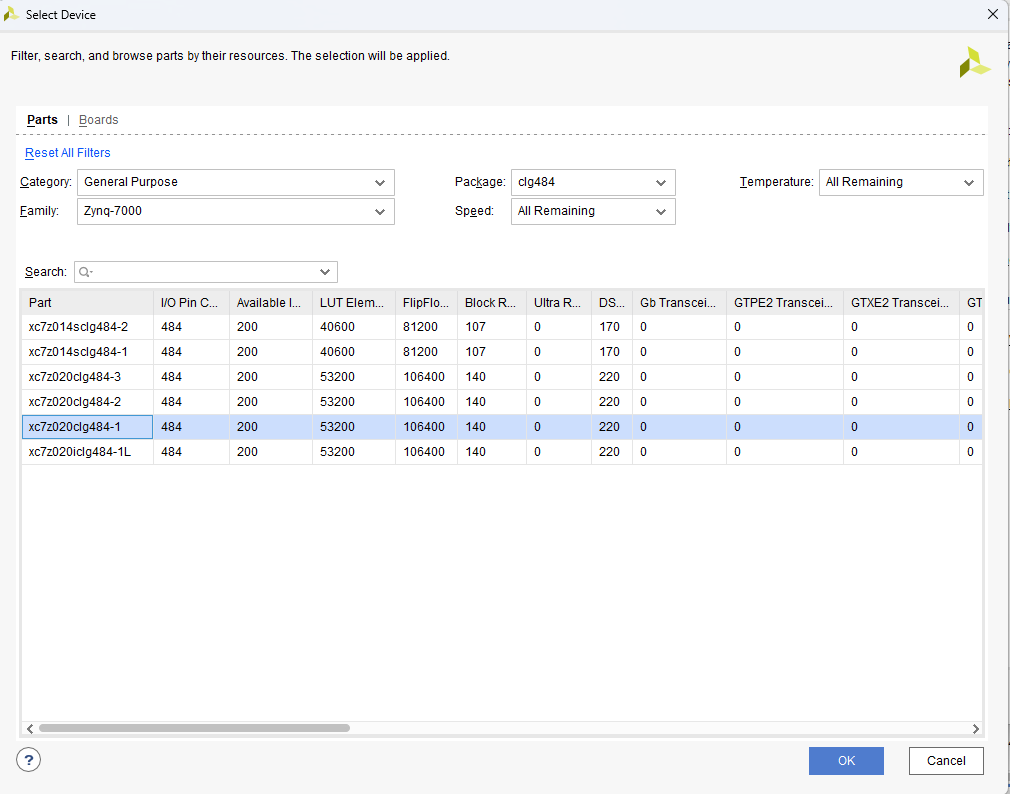 Select Device
Filter, search, and browse parts by their resources. The selection will be applied.
Parts | Boards
Reset All Filters
Category: General Purpose Package: clg484 Temperature: All Remaining
Family: Zynq-7000 Speed: All Remaining
Search:
Part I/O Pin C... Available I... LUT Elem... FlipFlo... Block R... Ultra R... DS... Gb Transcei... GTPE2 Transcei... GTXE2 Transcei... GT
xc7z014sclg484-2 484 200 40600 81200 107 0 170 0 0 0 0
xc7z014sclg484-1 484 200 40600 81200 107 0 170 0 0 0 0
xc7z020clg484-3 484 200 53200 106400 140 0 220 0 0 0 0
xc7z020clg484-2 484 200 53200 106400 140 0 220 0 0 0 0
xc7z020clg484-1 484 200 53200 106400 140 0 220 0 0 0 0
xc7z020iclg484-1L 484 200 53200 106400 140 0 220 0 0 0 0
? OK Cancel